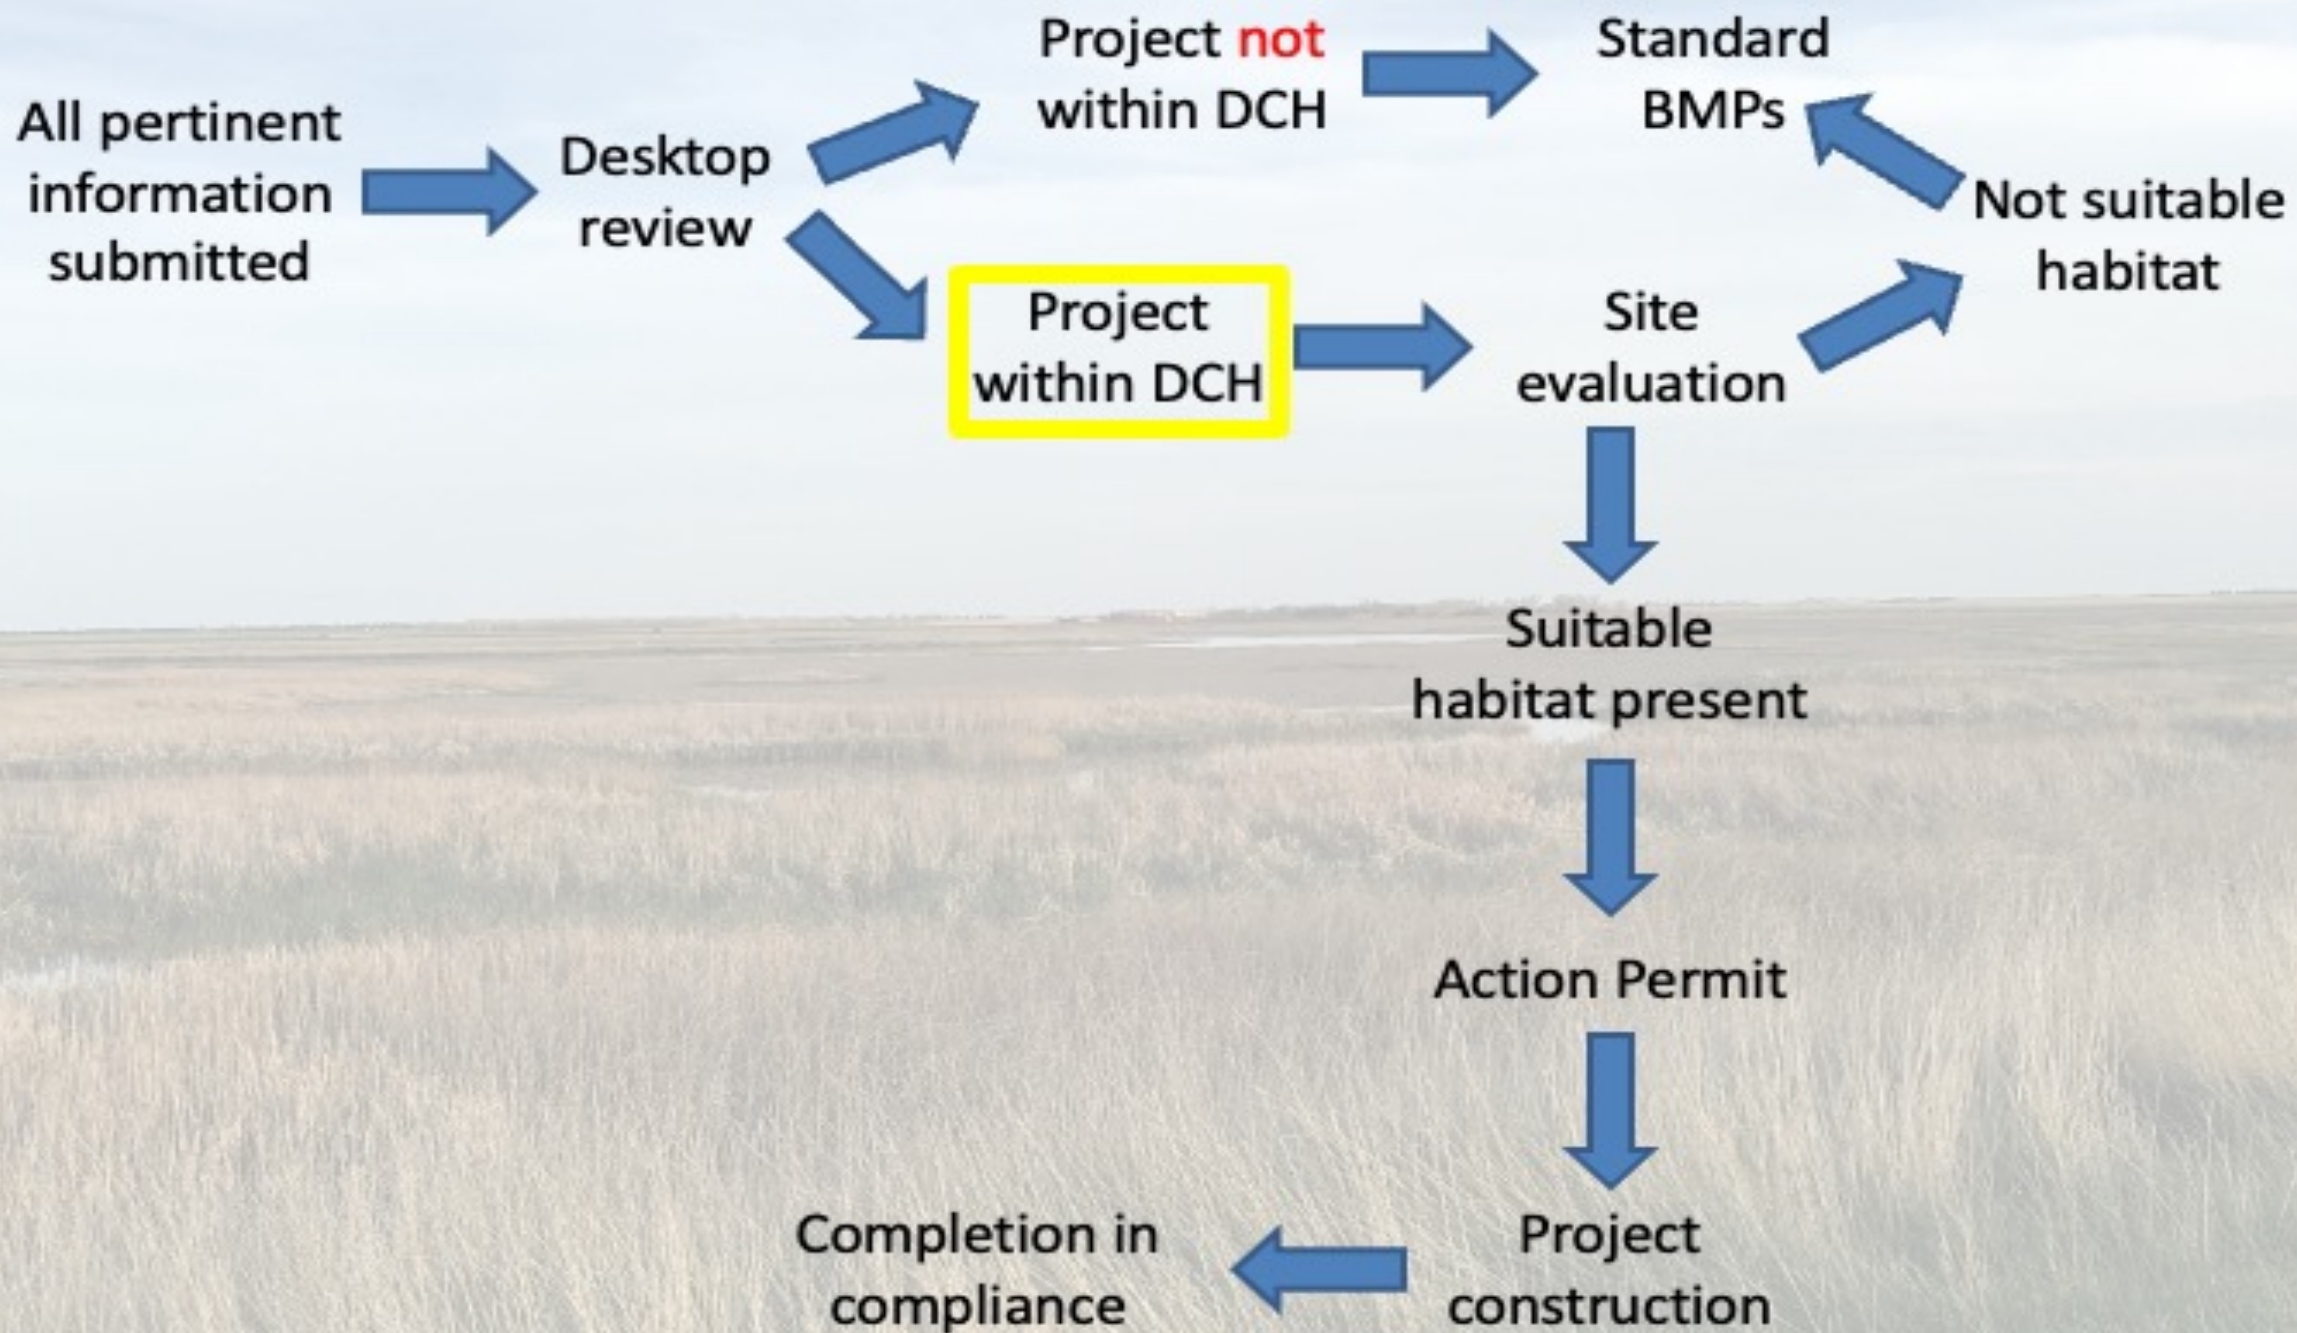 All pertinent
information
submitted
Desktop
review
Project not
within DCH
Standard
BMPs
Project
within DCH
Site
evaluation
Not suitable
habitat
Suitable
habitat present
Action Permit
Project
construction
Completion in
compliance